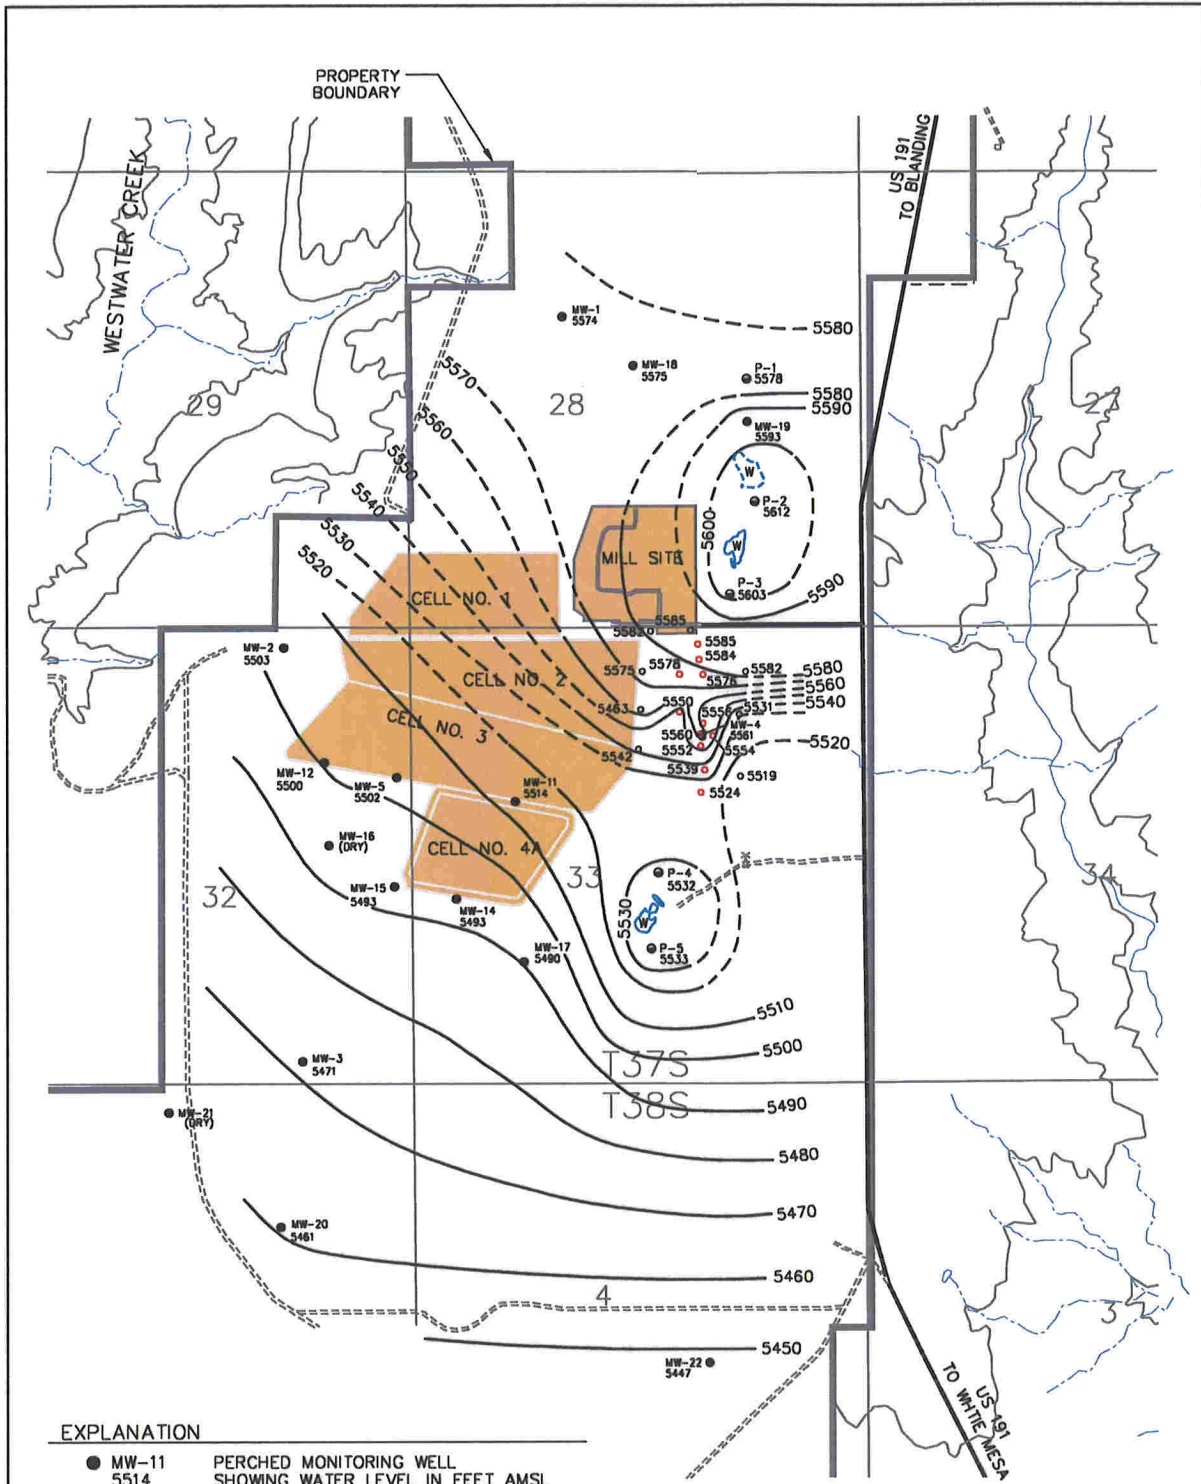 PROPERTY
BOUNDARY
WESTWATER CREEK
US 191
TO BLANDING
MW-1
5574
5580
MW-18
5575
P-1
5578
5570
5580
5590
29
28
5560
MW-19
5593
5550
W
5540
P-2
5612
5530
5600
5520
MILL SITE
W
CELL NO. 1
P-3
5603
5590
5582
5585
5585
5584
MW-2
5503
5575
5578
5582
5580
CELL NO. 2
5576
5560
5463
5550
5556
5531
5540
CELL NO. 3
MW-4
5561
5560
5552
5554
5520
5542
MW-12
5500
MW-5
5502
MW-11
5514
5539
5519
5524
MW-16
(DRY)
CELL NO. 4A
32
MW-15
5493
33
P-4
5532
34
MW-14
5493
5530
W
MW-17
5490
P-5
5533
5510
5500
T37S
MW-3
5471
T38S
5490
MW-21
(DRY)
5480
5470
MW-20
5461
5460
4
3
5450
MW-22
5447
US 191
TO WHTIE MESA
EXPLANATION
MW-11
5514
PERCHED MONITORING WELL
SHOWING WATER LEVEL IN FEET AMSL